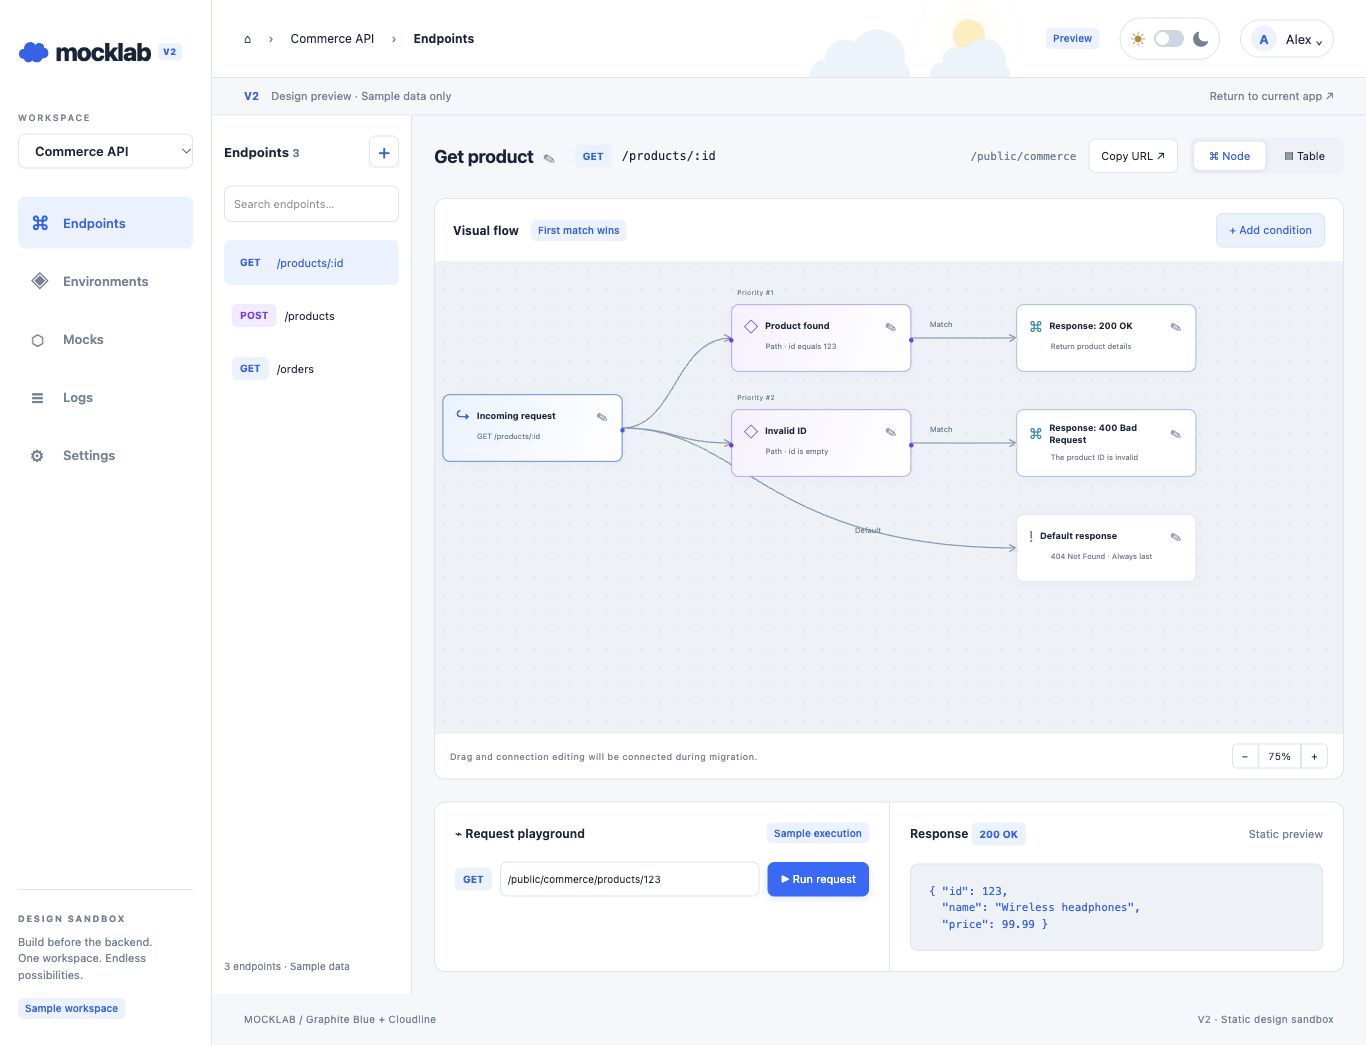 mocklab V2
WORKSPACE
Commerce API
Endpoints
Environments
Mocks
Logs
Settings
DESIGN SANDBOX
Build before the backend.
One workspace. Endless
possibilities.
Sample workspace
Commerce API
Endpoints
Preview
A Alex
V2 Design preview · Sample data only
Return to current app ↗
Endpoints 3
+
Search endpoints...
GET /products/:id
POST /products
GET /orders
3 endpoints · Sample data
Get product
GET /products/:id
/public/commerce
Copy URL ↗
⌘ Node
Table
Visual flow
First match wins
+ Add condition
Priority #1
Product found
Path · id equals 123
Match
Response: 200 OK
Return product details
Incoming request
GET /products/:id
Priority #2
Invalid ID
Path · id is empty
Match
Response: 400 Bad
Request
The product ID is invalid
Default
! Default response
404 Not Found · Always last
Drag and connection editing will be connected during migration.
− 75% +
Request playground
Sample execution
GET
/public/commerce/products/123
Run request
Response 200 OK
Static preview
{ "id": 123,
"name": "Wireless headphones",
"price": 99.99 }
MOCKLAB / Graphite Blue + Cloudline
V2 · Static design sandbox